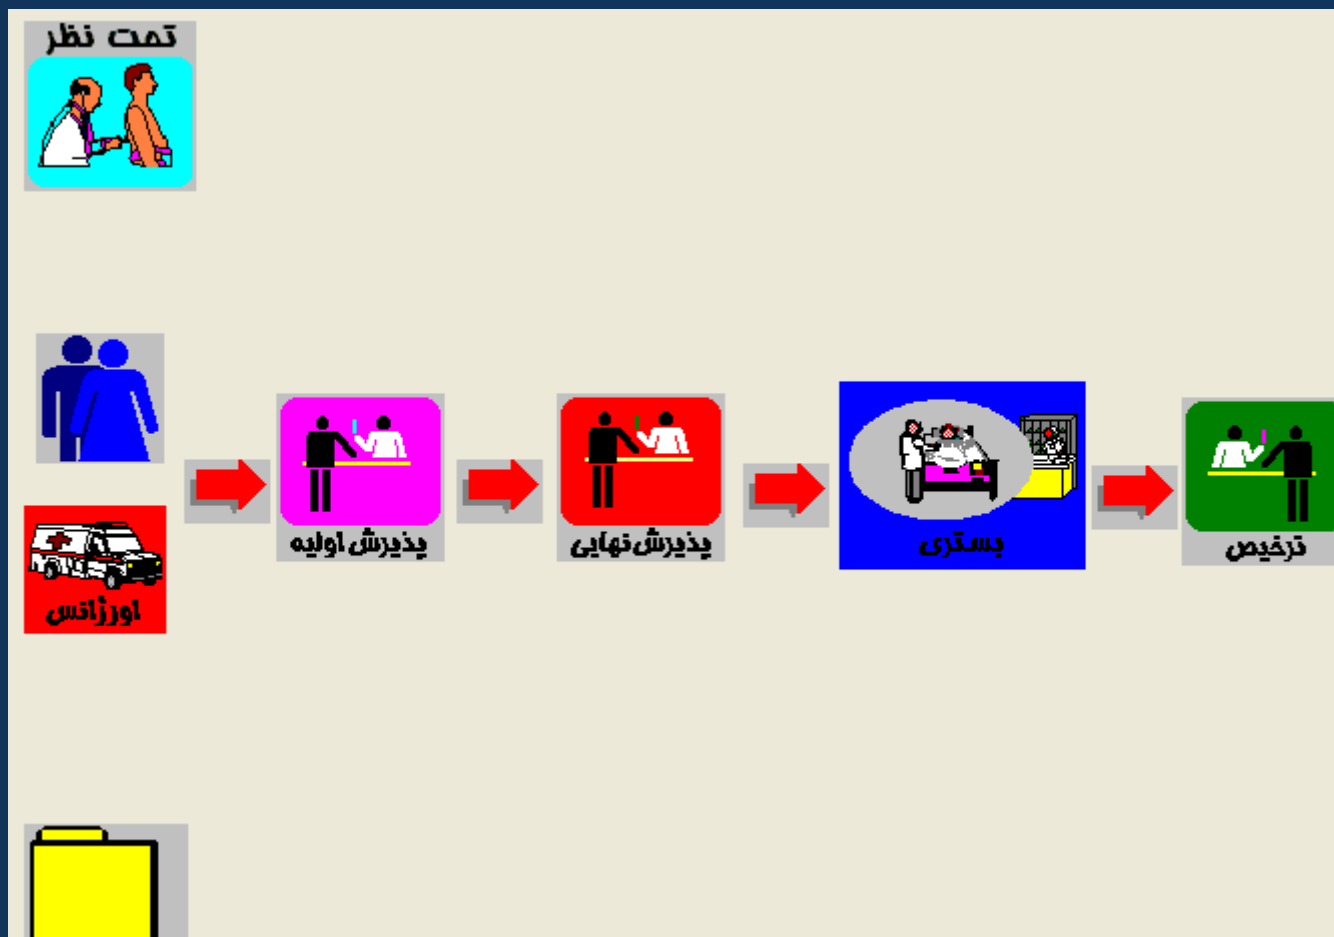 تحت نظر
پذیرش اولیه
پذیرش نهایی
بستری
ترخیص
اورژانس